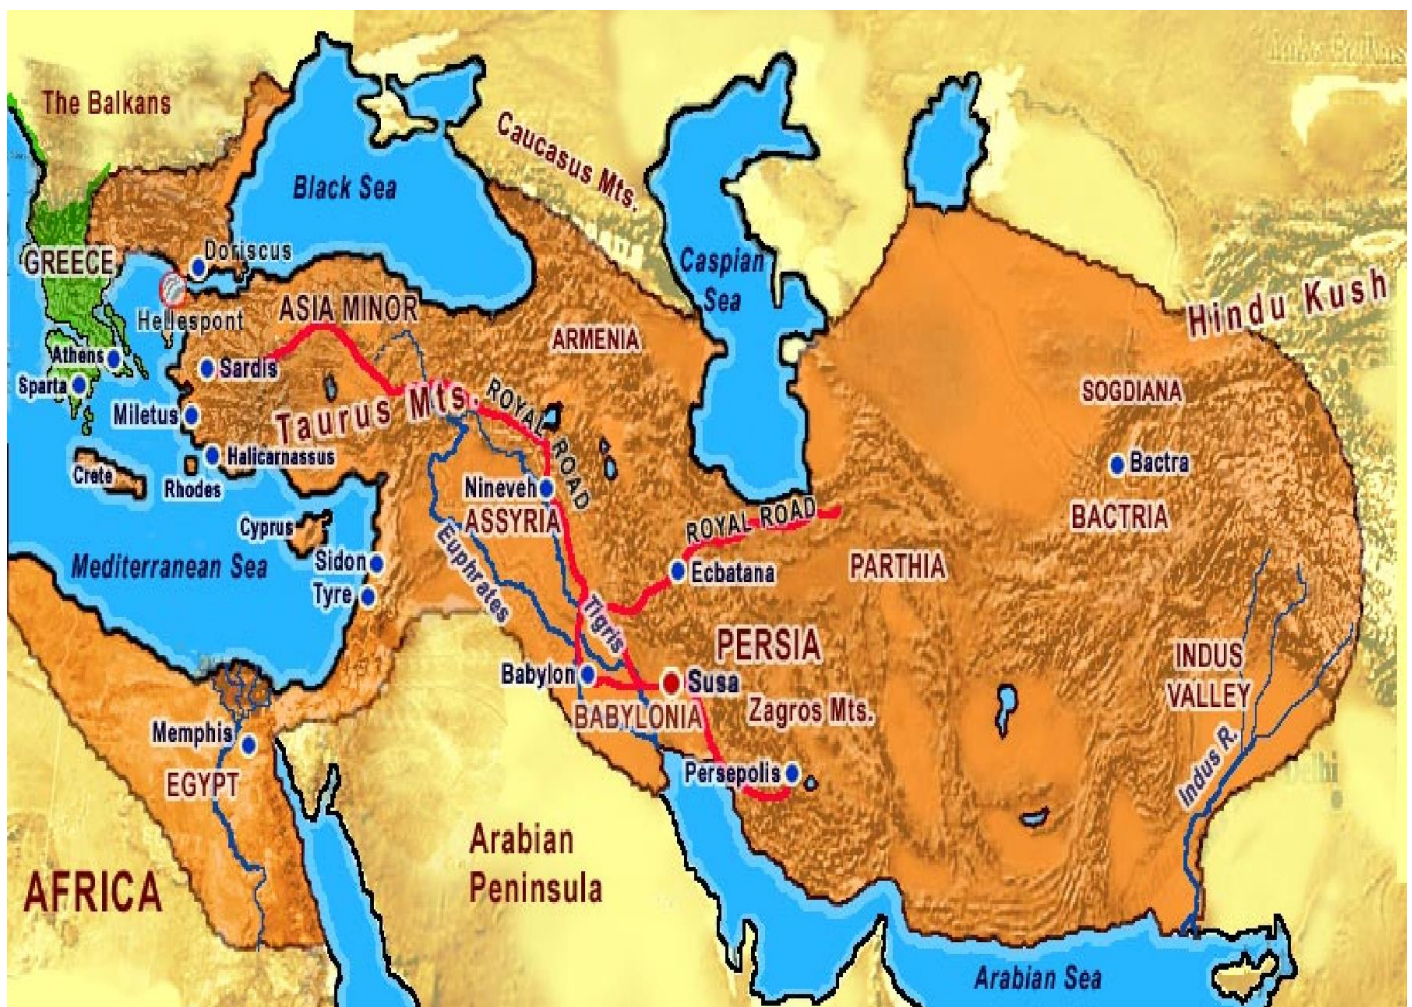 Lake Balkas
The Balkans
Caucasus Mts.
Black Sea
Caspian
Sea
Hindu Kush
GREECE
Doriscus
Hellespont
ASIA MINOR
ARMENIA
Athens
Sardis
Sparta
Miletus
Taurus Mts.
ROYAL ROAD
SOGDIANA
Halicarnassus
Crete
Rhodes
Nineveh
ASSYRIA
Bactra
BACTRIA
Cyprus
ROYAL ROAD
Mediterranean Sea
Sidon
Tyre
Euphrates
Ecbatana
PARTHIA
Tigris
PERSIA
INDUS
VALLEY
Babylon
Susa
BABYLONIA
Zagros Mts.
Memphis
EGYPT
Persepolis
Indus R.
Delhi
Arabian
Peninsula
AFRICA
Arabian Sea